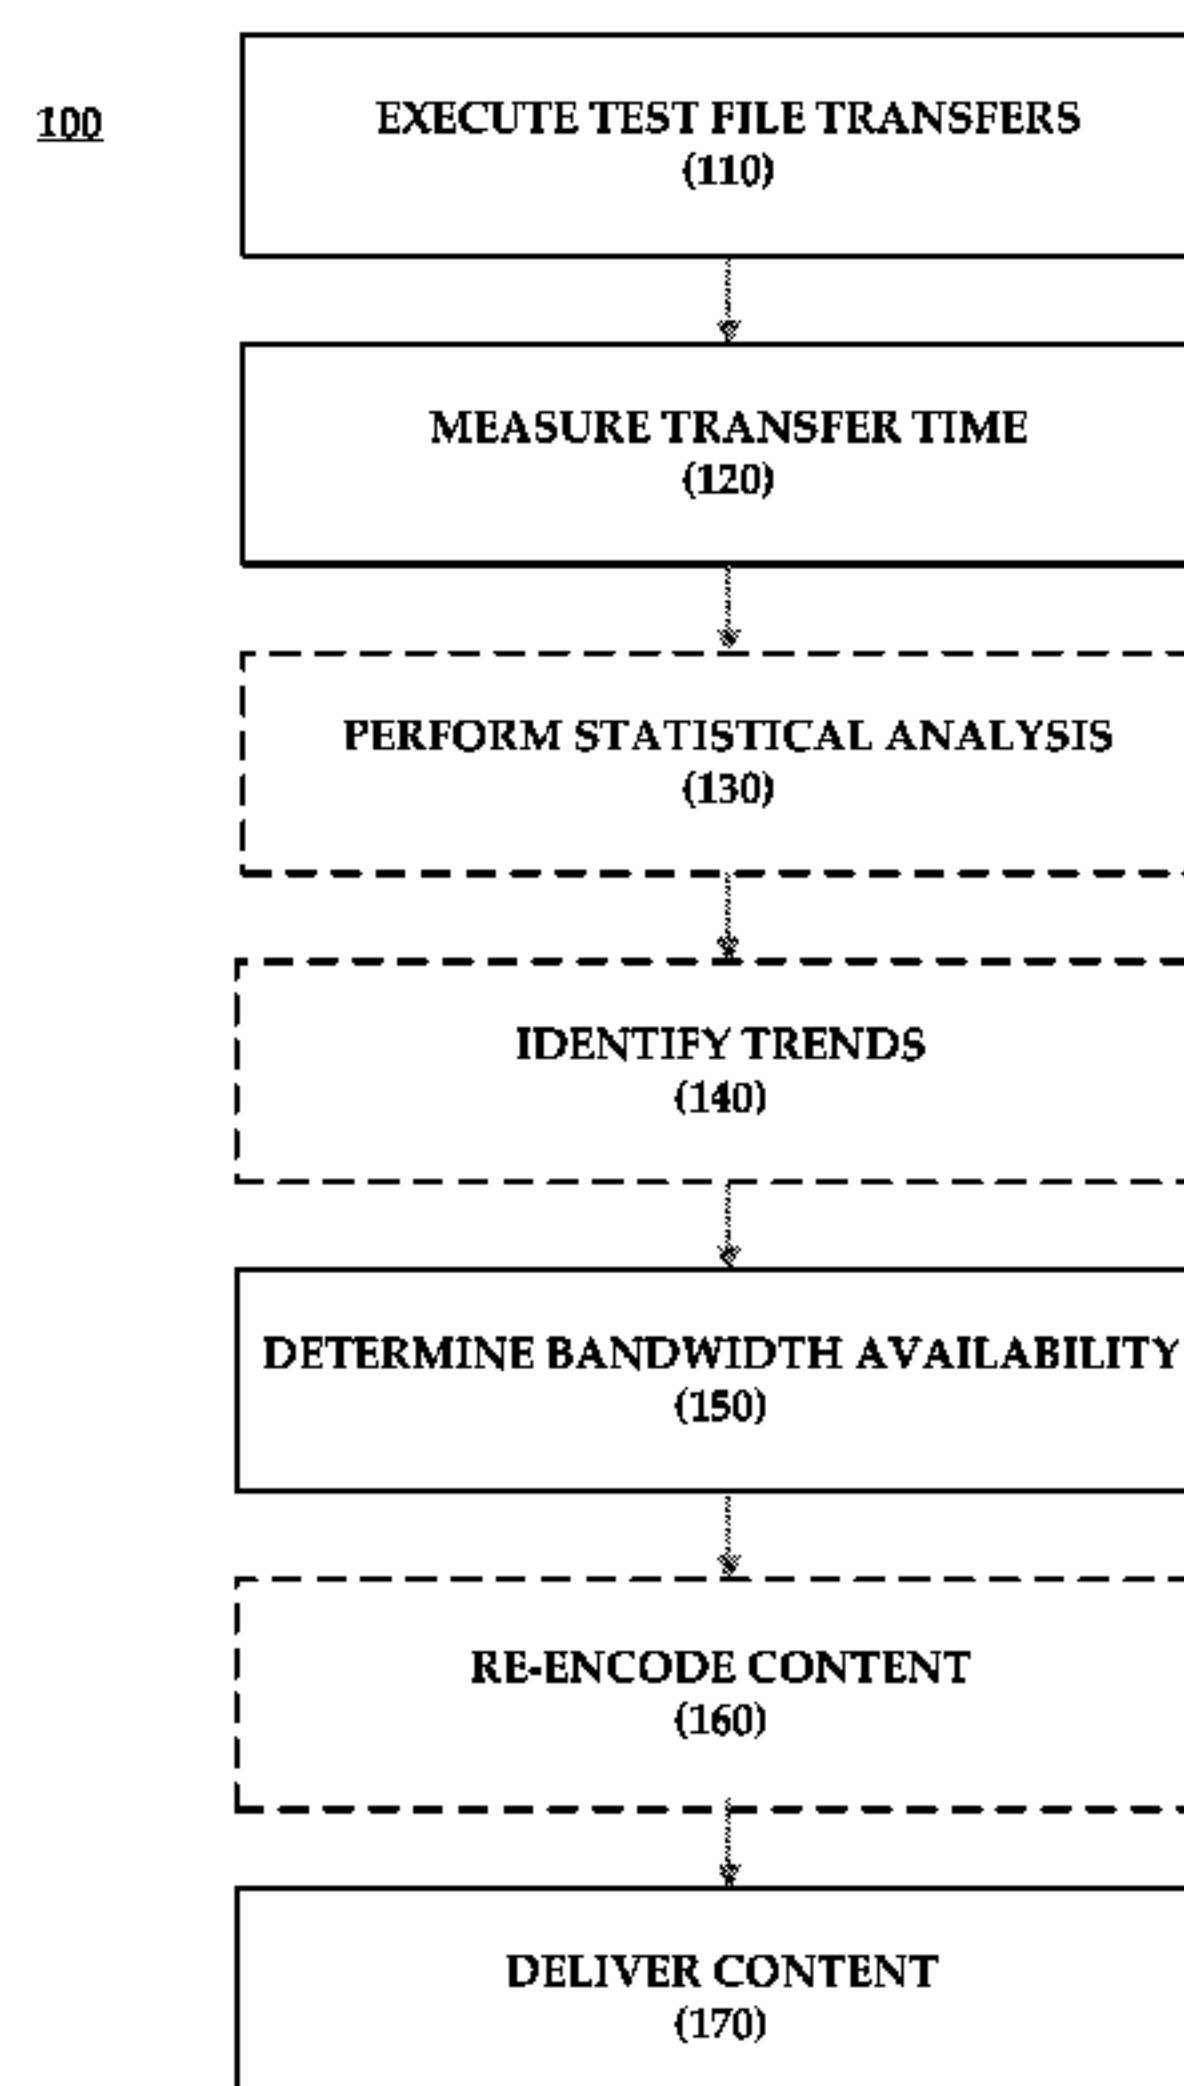 100
EXECUTE TEST FILE TRANSFERS
(110)
MEASURE TRANSFER TIME
(120)
PERFORM STATISTICAL ANALYSIS
(130)
IDENTIFY TRENDS
(140)
DETERMINE BANDWIDTH AVAILABILITY
(150)
RE-ENCODE CONTENT
(160)
DELIVER CONTENT
(170)